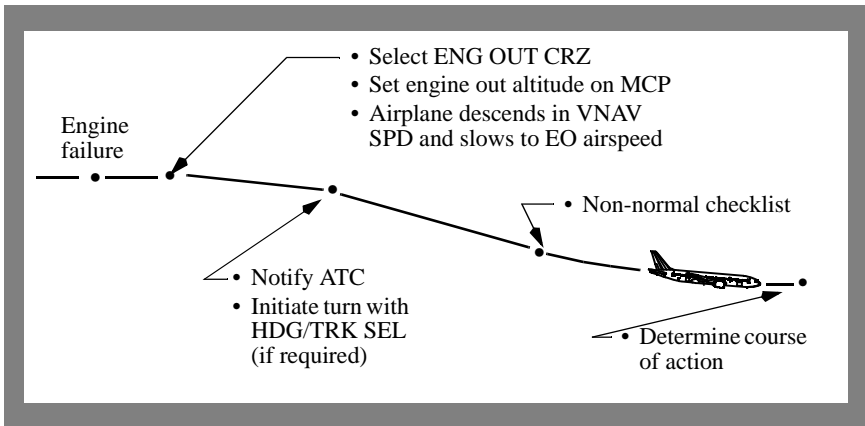 • Select ENG OUT CRZ
• Set engine out altitude on MCP
• Airplane descends in VNAV
SPD and slows to EO airspeed
Engine
failure
• Non-normal checklist
• Notify ATC
• Initiate turn with
HDG/TRK SEL
(if required)
• Determine course
of action